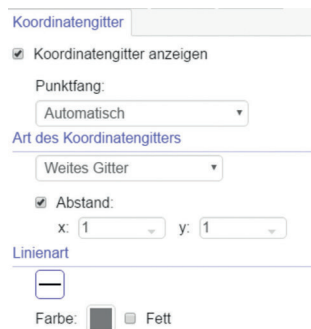 Koordinatengitter
Koordinatengitter anzeigen
Punktfang:
Automatisch
Art des Koordinatengitters
Weites Gitter
Abstand:
x: 1 y: 1
Linienart
Farbe: Fett